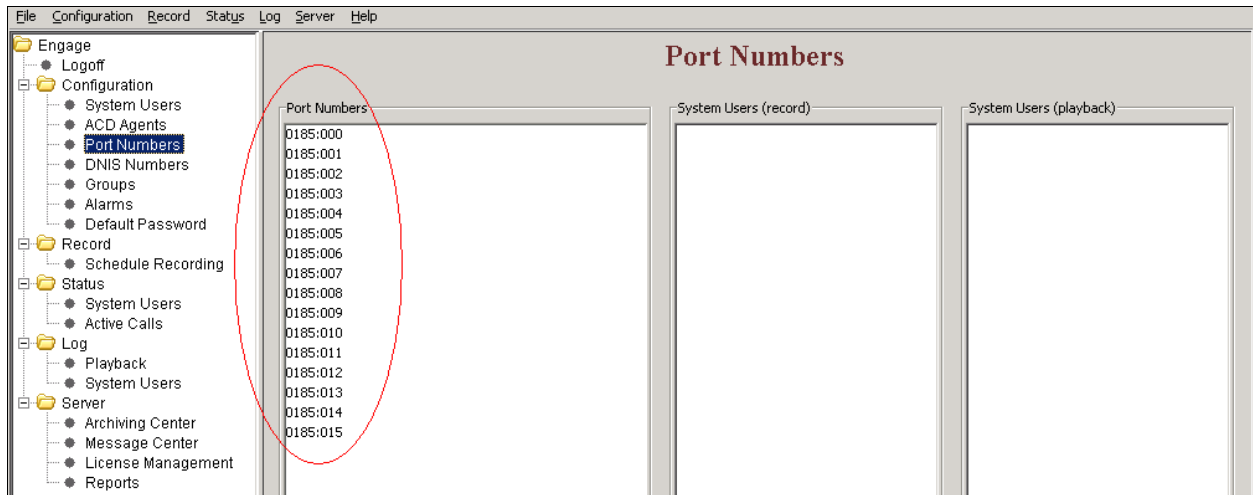 File Configuration Record Status Log Server Help
Engage
Logoff
Configuration
System Users
ACD Agents
Port Numbers
DNIS Numbers
Groups
Alarms
Default Password
Record
Schedule Recording
Status
System Users
Active Calls
Log
Playback
System Users
Server
Archiving Center
Message Center
License Management
Reports
Port Numbers
Port Numbers
0185:000
0185:001
0185:002
0185:003
0185:004
0185:005
0185:006
0185:007
0185:008
0185:009
0185:010
0185:011
0185:012
0185:013
0185:014
0185:015
System Users (record)
System Users (playback)